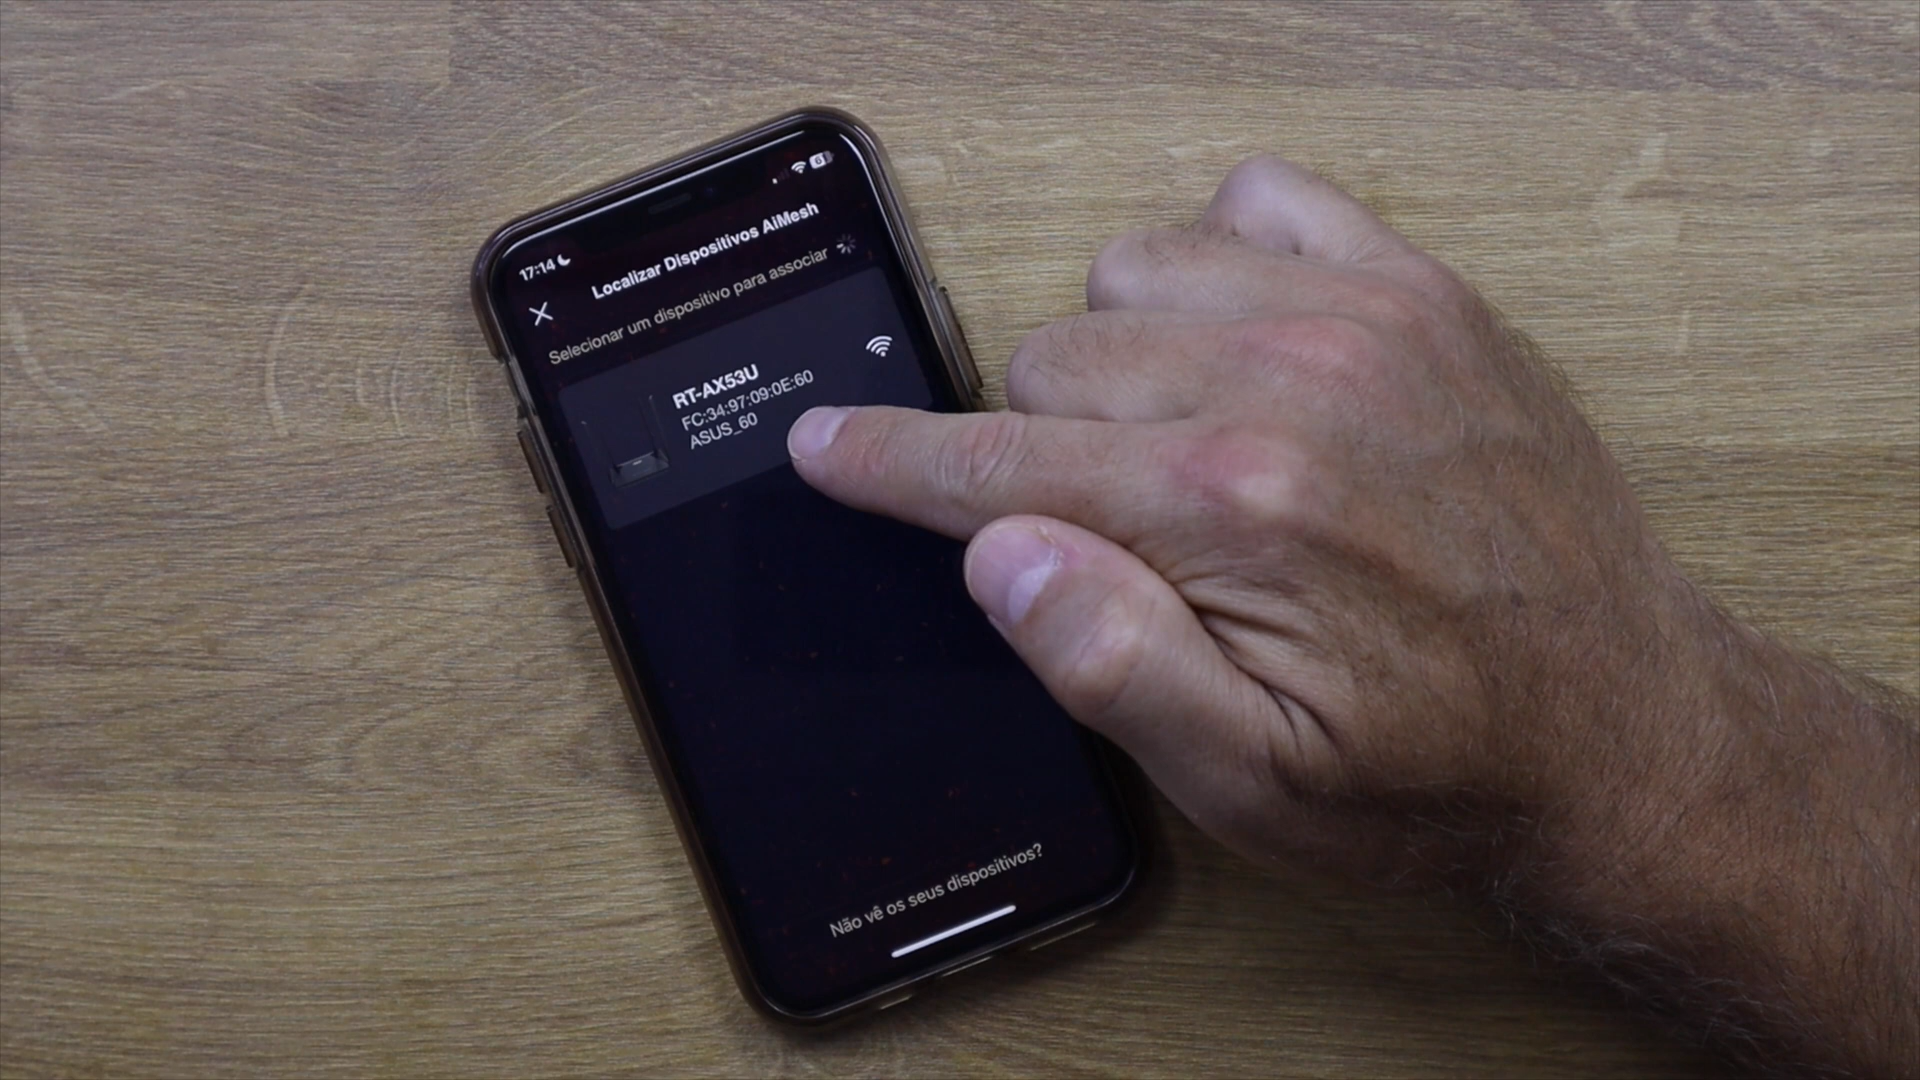 17:14
61
Localizar Dispositivos AiMesh
Selecionar um dispositivo para associar
RT-AX53U
FC:34:97:09:0E:60
ASUS_60
Não vê os seus dispositivos?